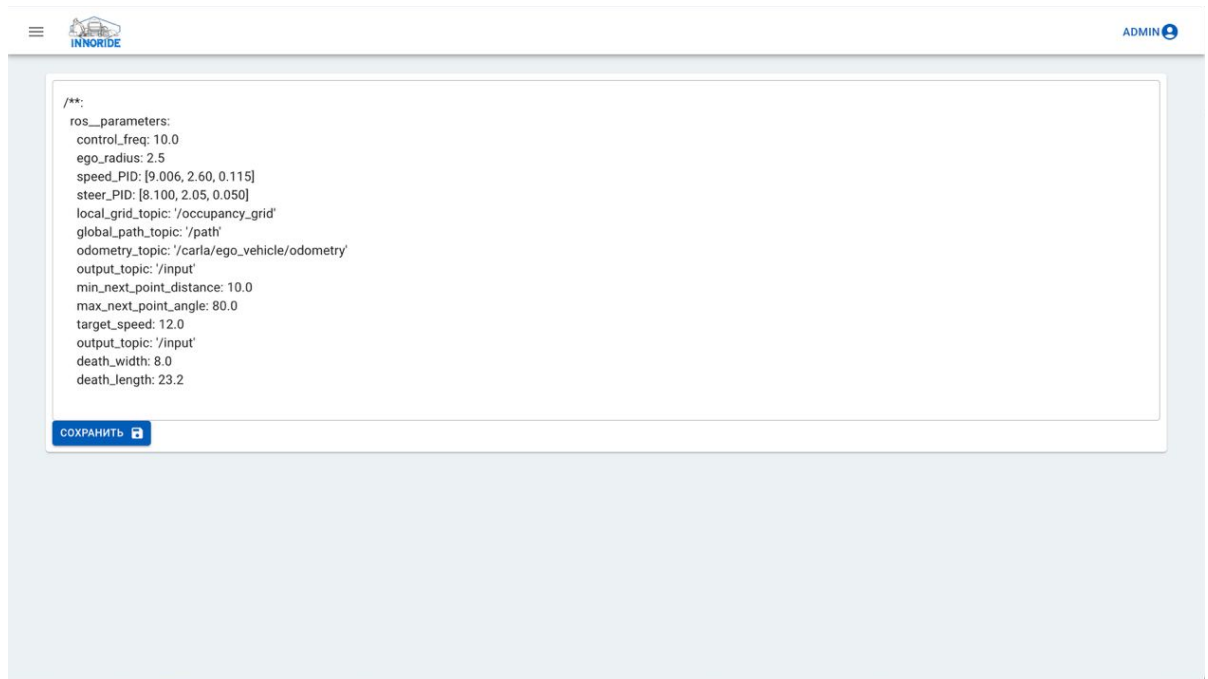 INNORIDE
ADMIN
/**:
ros__parameters:
control_freq: 10.0
ego_radius: 2.5
speed_PID: [9.006, 2.60, 0.115]
steer_PID: [8.100, 2.05, 0.050]
local_grid_topic: '/occupancy_grid'
global_path_topic: '/path'
odometry_topic: '/carla/ego_vehicle/odometry'
output_topic: '/input'
min_next_point_distance: 10.0
max_next_point_angle: 80.0
target_speed: 12.0
output_topic: '/input'
death_width: 8.0
death_length: 23.2
СОХРАНИТЬ